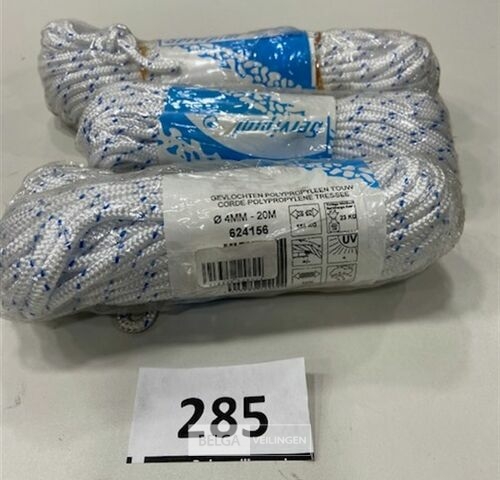 GEVLOCHTEN POLYPROPYLEEN TOUW
CORDE POLYPROPYLENE TRESSEE
Ø 4MM - 20M
624156
23 KG
UV
285
BELGA VEILINGEN